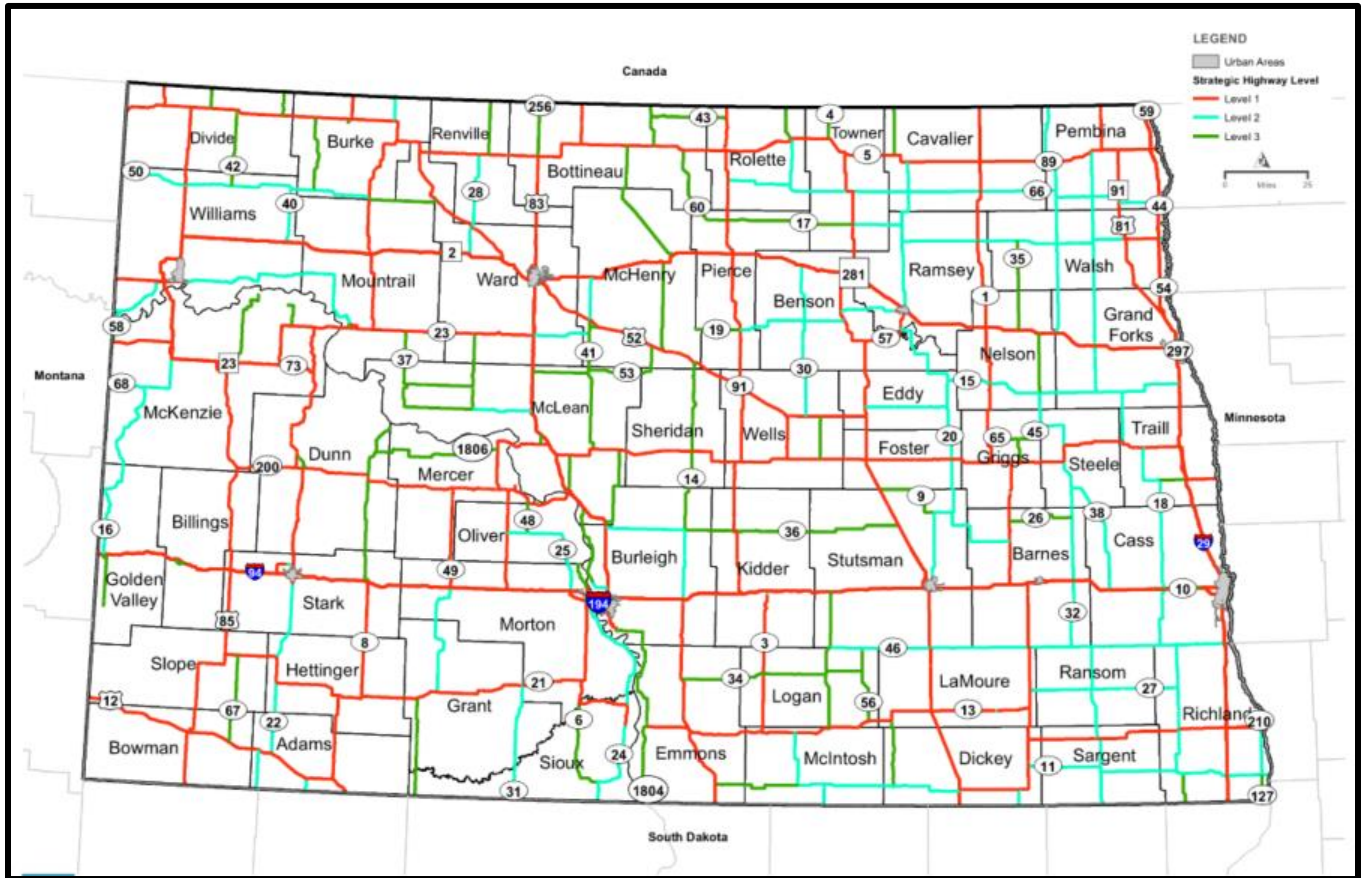 LEGEND
Urban Areas
Strategic Highway Level
Level 1
Level 2
Level 3
0 Miles 25
Canada
256
43
4
59
Divide
Burke
Renville
Towner
Cavalier
Pembina
42
Bottineau
Rolette
5
89
50
28
66
91
Williams
40
83
60
17
44
81
2
35
Walsh
Mountrail
Ward
McHenry
Pierce
281
Ramsey
Benson
1
54
Grand
Forks
58
23
52
19
57
Nelson
297
37
41
30
Montana
23
73
53
15
68
91
Eddy
McKenzie
McLean
Minnesota
Sheridan
Wells
20
65
45
Traill
Dunn
1806
Foster
Griggs
Steele
200
Mercer
14
9
16
Billings
48
26
38
18
Oliver
36
25
Burleigh
Stutsman
Barnes
Cass
29
Golden
Valley
94
49
Kidder
10
Stark
194
85
Morton
32
8
3
46
Slope
Hettinger
34
LaMoure
Ransom
21
27
12
67
Grant
Logan
56
13
22
6
Richland
210
Bowman
Adams
24
Emmons
McIntosh
Dickey
Sargent
Sioux
11
31
1804
127
South Dakota